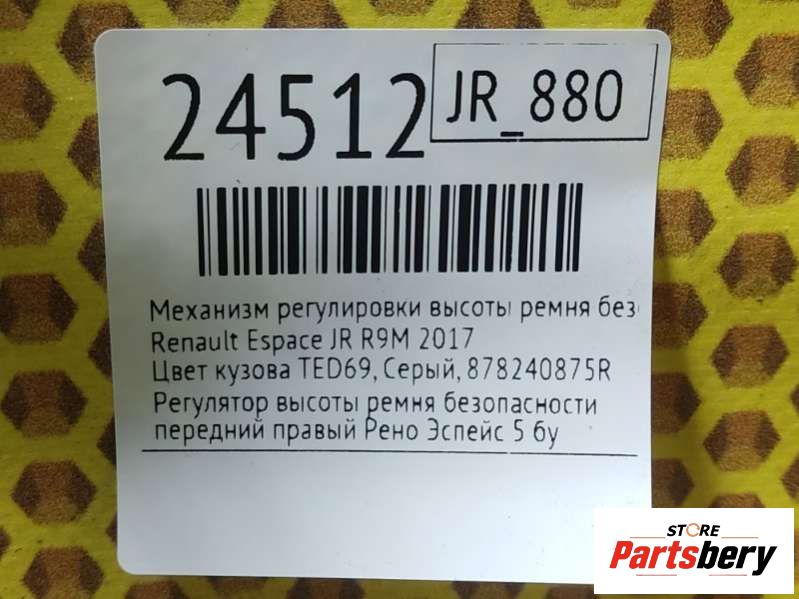 24512
JR_880
Механизм регулировки высоты ремня без
Renault Espace JR R9M 2017
Цвет кузова TED69, Серый, 878240875R
Регулятор высоты ремня безопасности
передний правый Рено Эспейс 5 бу
STORE
Partsbery